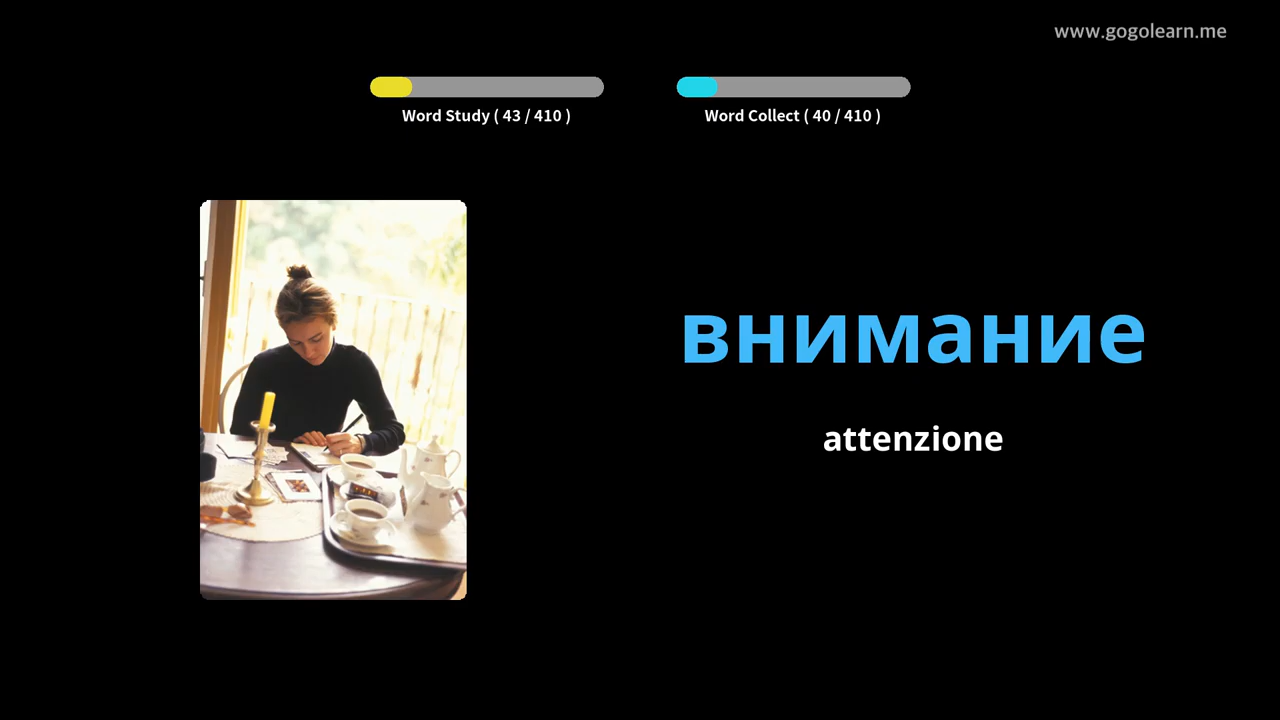 www.gogolearn.me
Word Study ( 43 / 410 )
Word Collect ( 40 / 410 )
внимание
attenzione